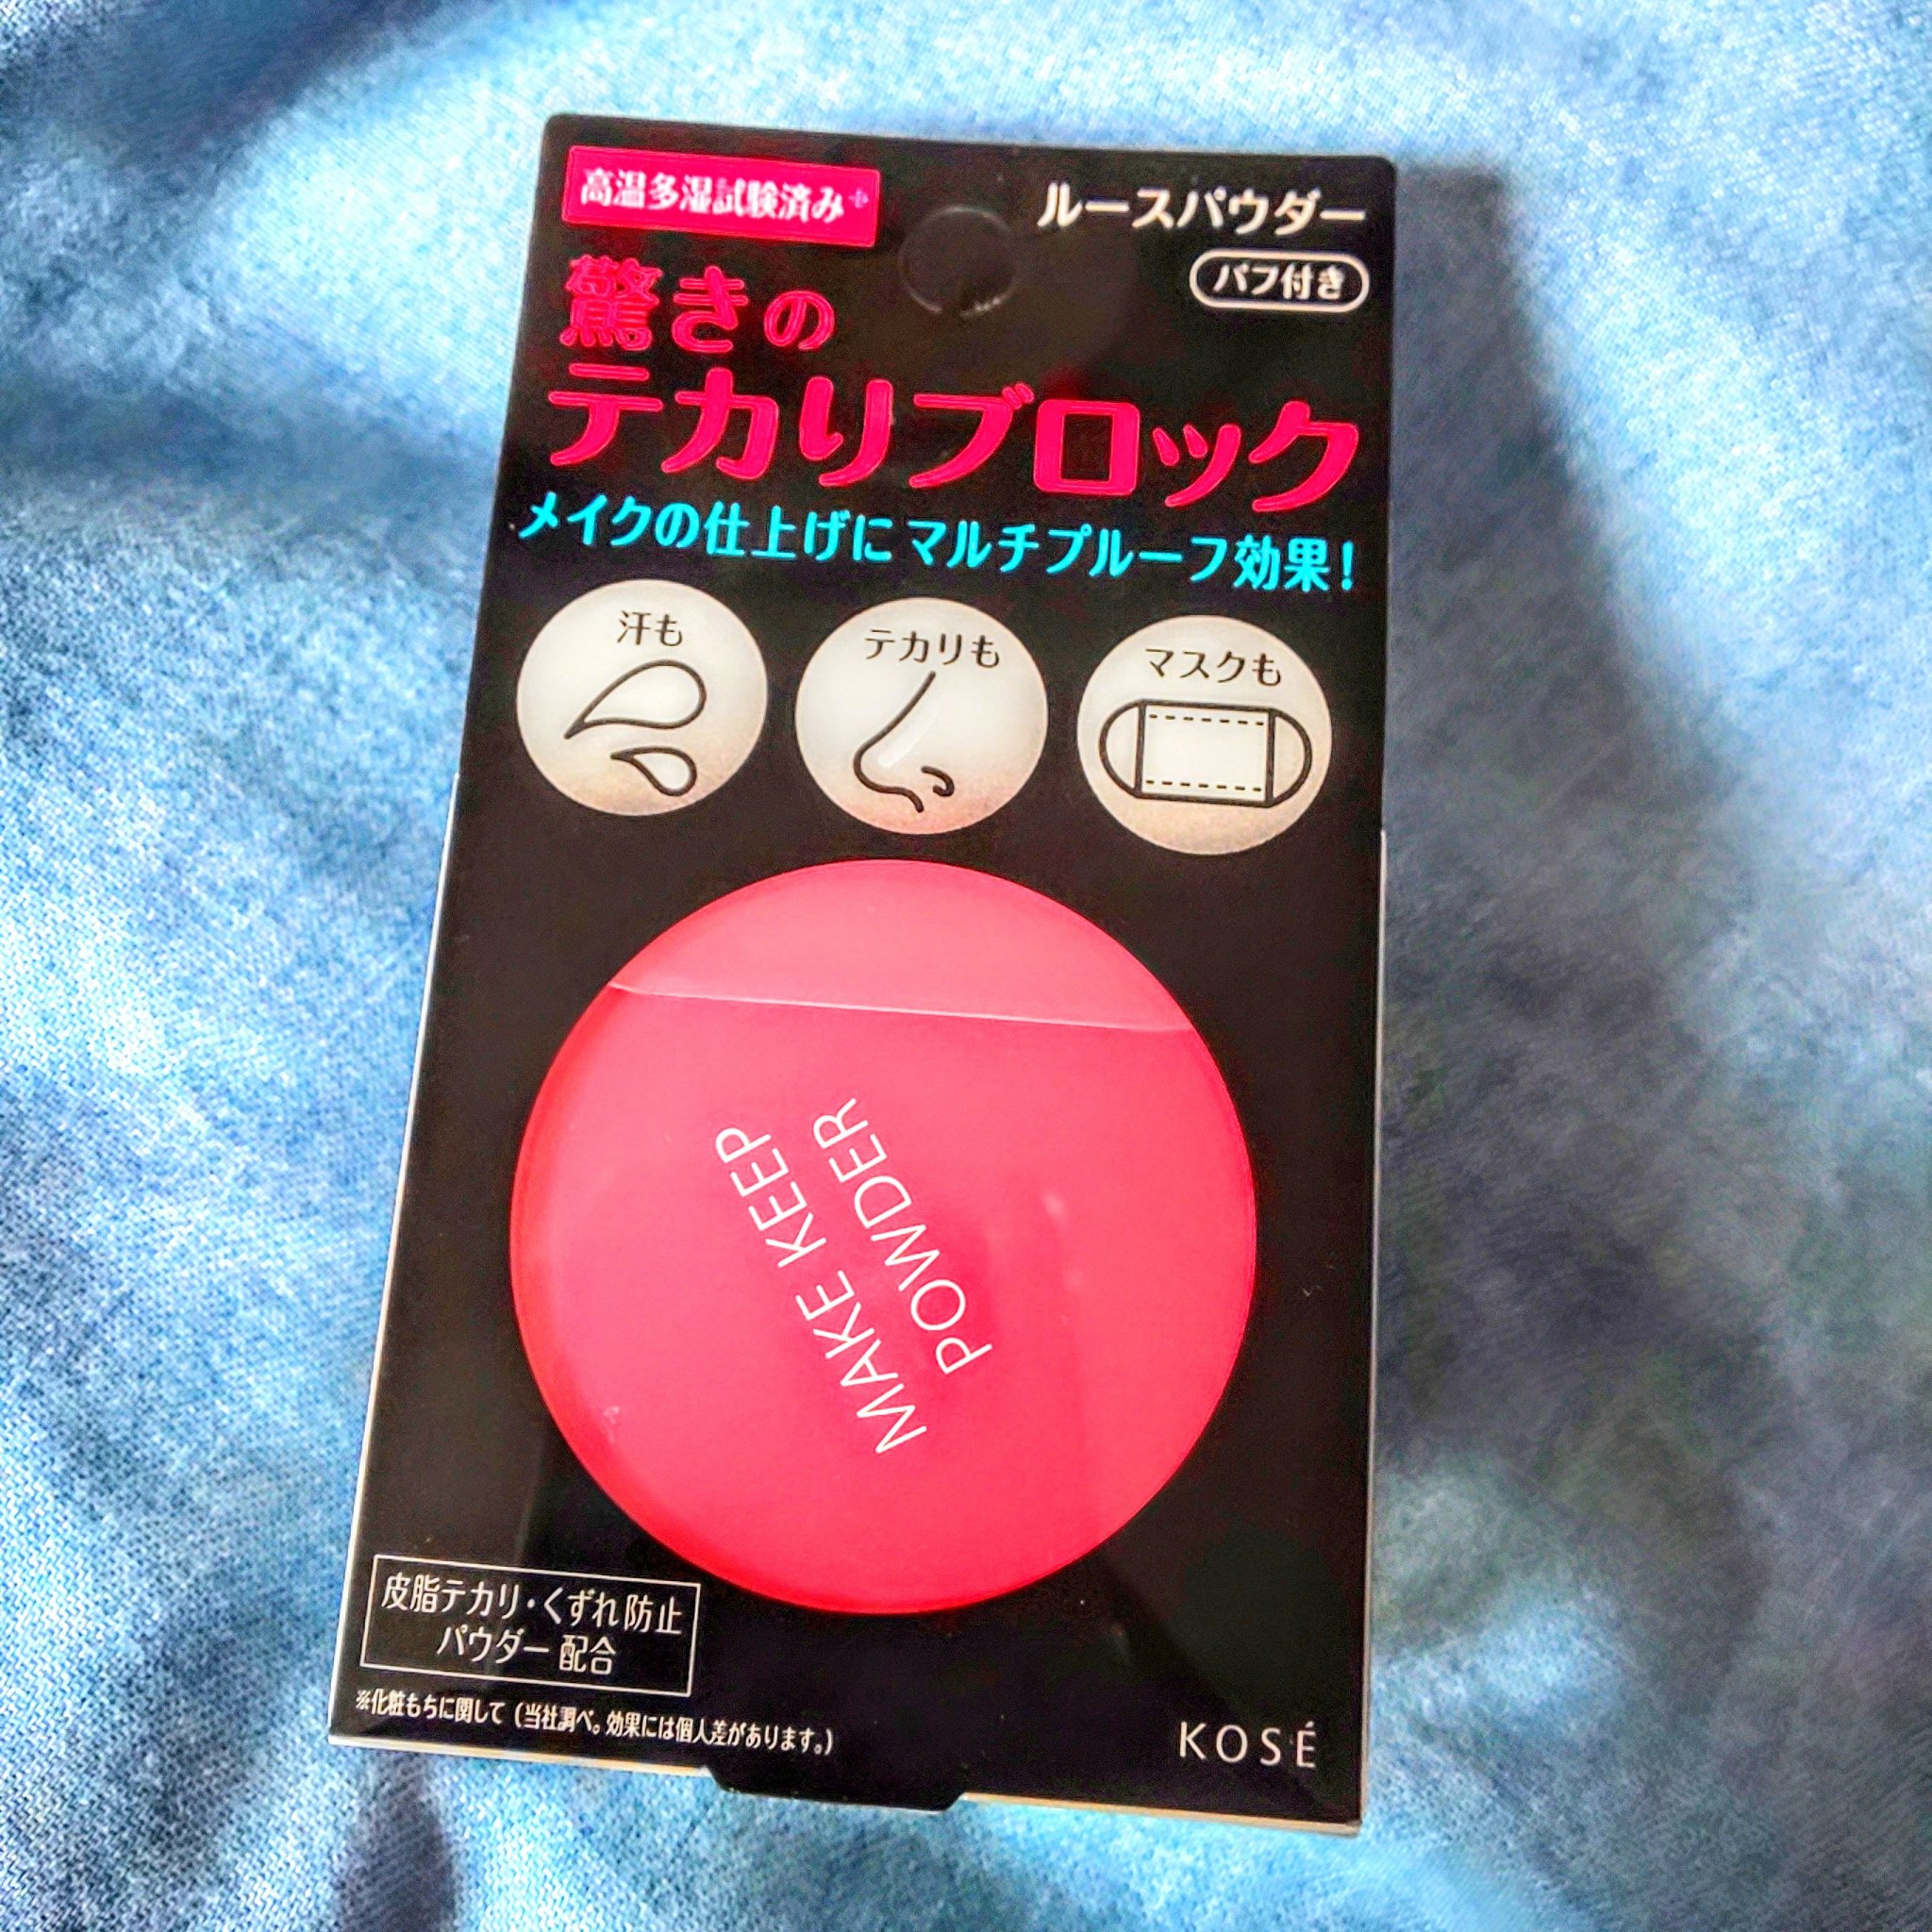 高温多湿試験済み※
ルースパウダー
パフ付き
驚きの
テカリブロック
メイクの仕上げにマルチプルーフ効果!
汗も
テカリも
マスクも
MAKE KEEP
POWDER
皮脂テカリ・くずれ防止
パウダー 配合
※化粧もちに関して(当社調べ。効果には個人差があります。)
KOSÉ